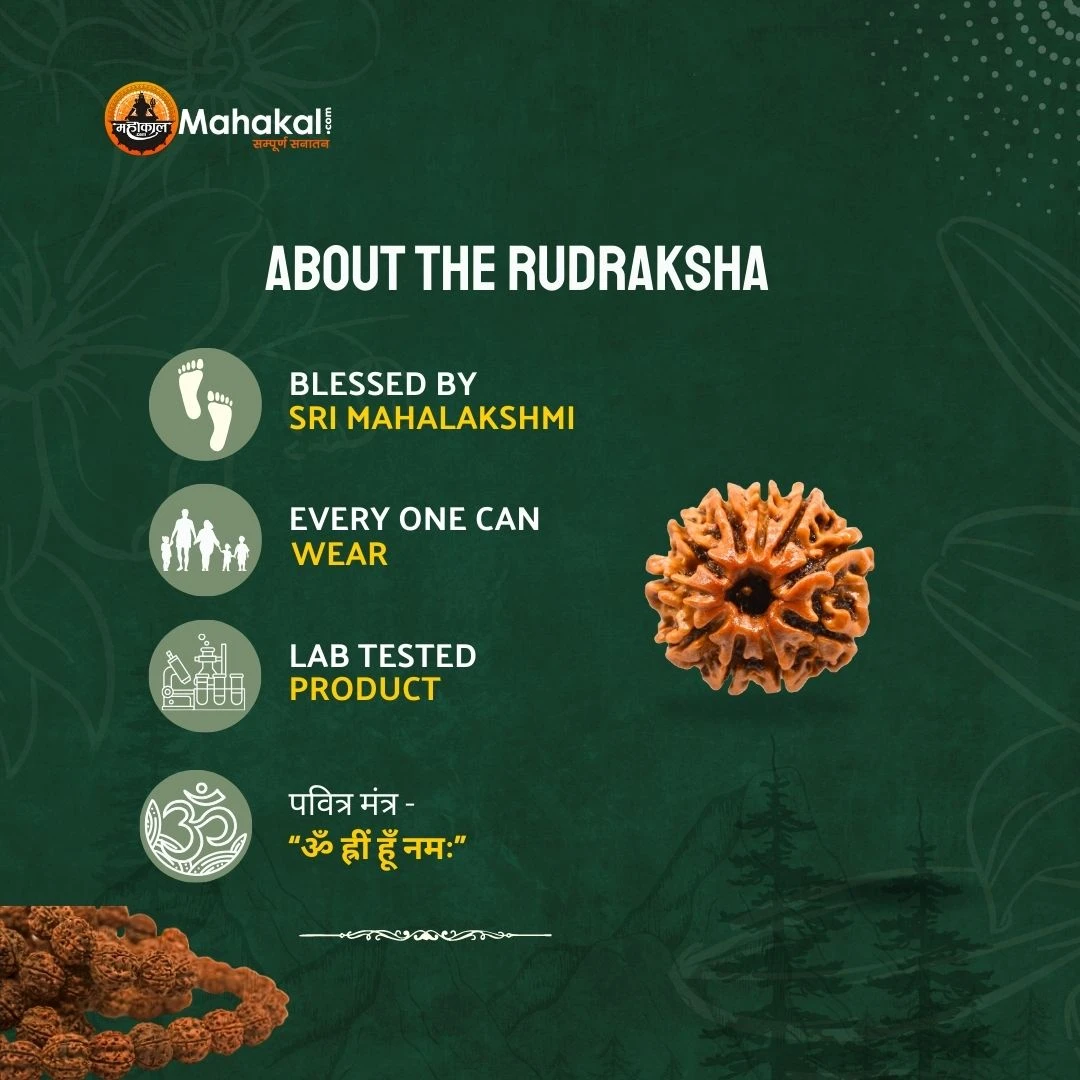 महाकाल
.com
Mahakal
.com
सम्पूर्ण सनातन
ABOUT THE RUDRAKSHA
BLESSED BY
SRI MAHALAKSHMI
EVERY ONE CAN
WEAR
LAB TESTED
PRODUCT
पवित्र मंत्र -
“ॐ ह्रीं हूँ नमः”